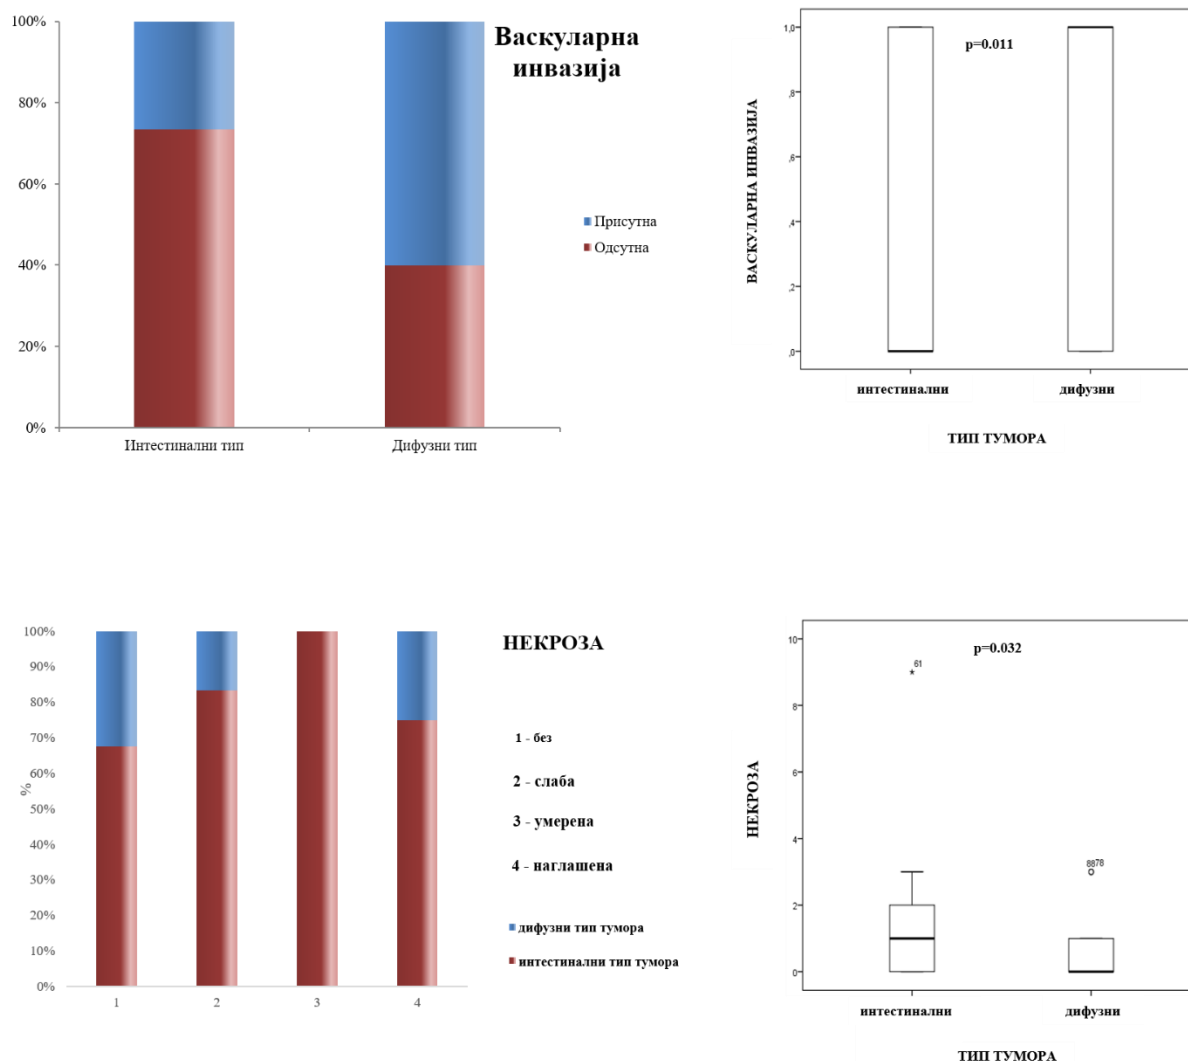 100%
80%
60%
40%
20%
0%
Васкуларна
инвазија
Присутна
Одсутна
Интестинални тип
Дифузни тип
1,0
,8
,6
,4
,2
,0
p=0.011
ВАСКУЛАРНА ИНВАЗИЈА
интестинални
дифузни
ТИП ТУМОРА
100%
90%
80%
70%
60%
50%
40%
30%
20%
10%
0%
%
1
2
3
4
НЕКРОЗА
1 - без
2 - слаба
3 - умерена
4 - наглашена
дифузни тип тумора
интестинални тип тумора
10
8
6
4
2
0
p=0.032
61
8878
НЕКРОЗА
интестинални
дифузни
ТИП ТУМОРА